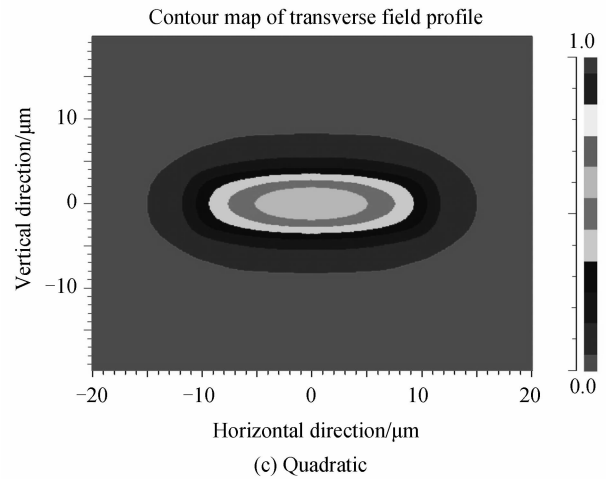 Contour map of transverse field profile
1.0
10
0
−10
Vertical direction/μm
−20
−10
0
10
20
0.0
Horizontal direction/μm
(c) Quadratic